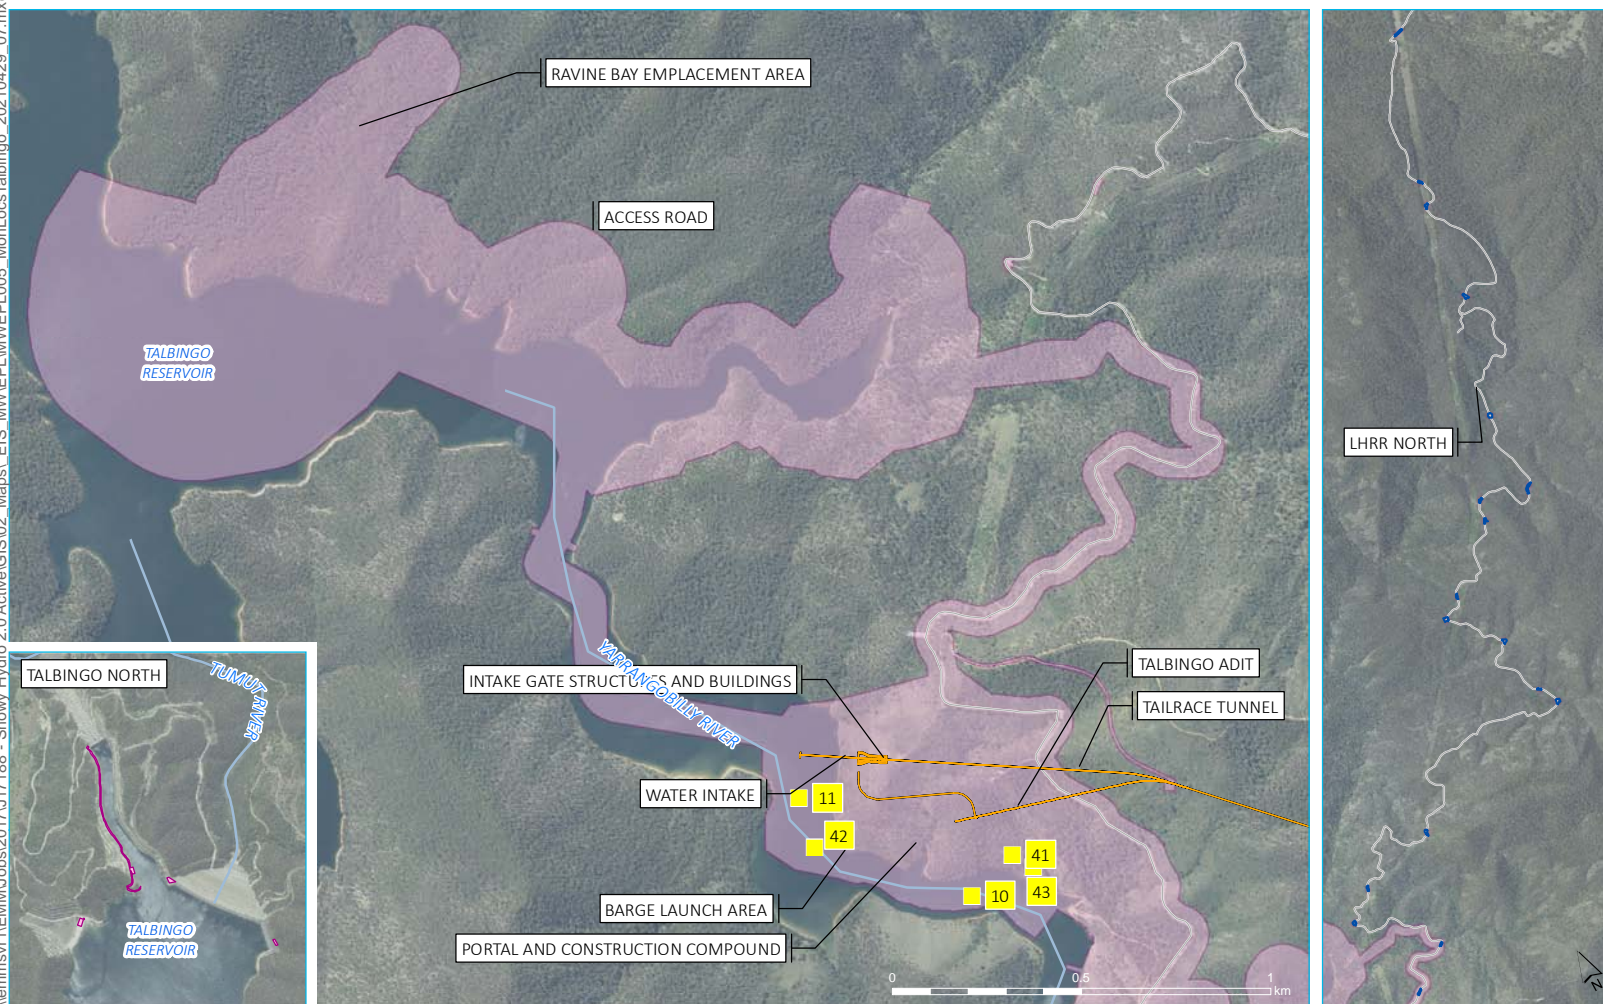 RAVINE BAY EMPLACEMENT AREA
ACCESS ROAD
TALBINGO
RESERVOIR
LHRR NORTH
TALBINGO NORTH
TUMUT RIVER
YARRANGOBILLY RIVER
INTAKE GATE STRUCTURES AND BUILDINGS
TALBINGO ADIT
TAILRACE TUNNEL
WATER INTAKE
11
42
41
10
43
BARGE LAUNCH AREA
PORTAL AND CONSTRUCTION COMPOUND
TALBINGO
RESERVOIR
0 0.5 1
km
N